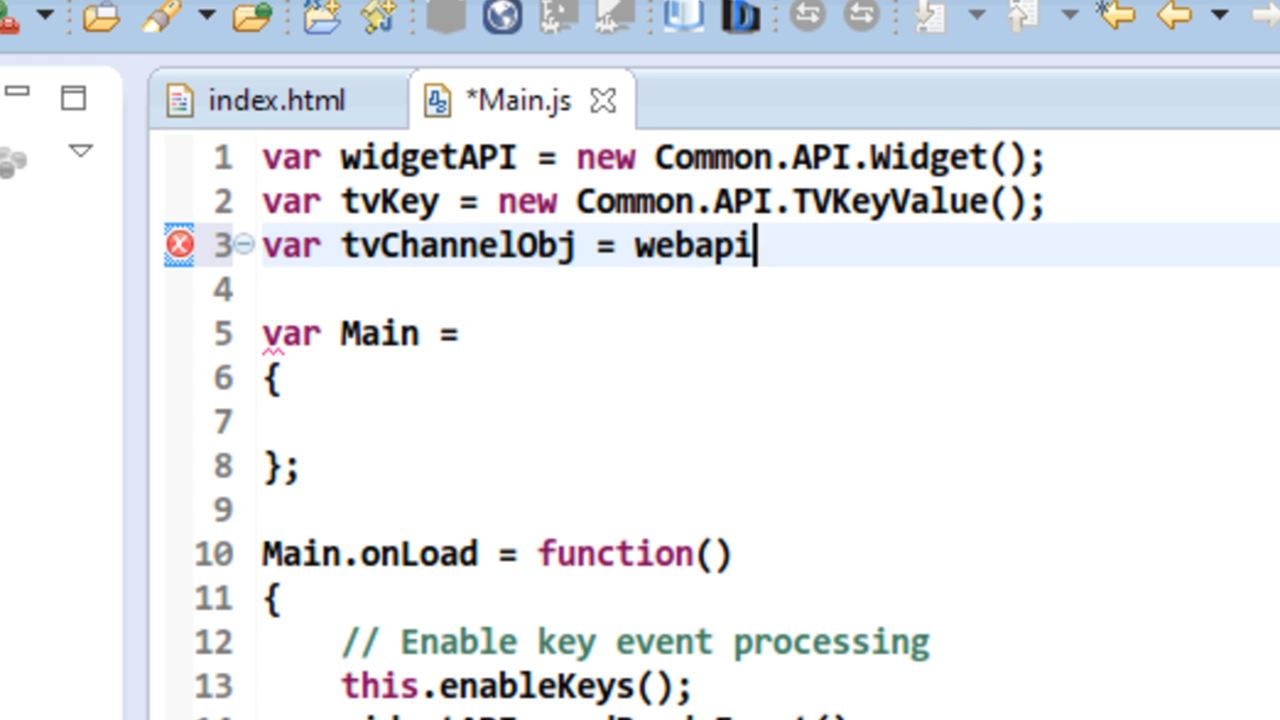 index.html
*Main.js
1 var widgetAPI = new Common.API.Widget();
2 var tvKey = new Common.API.TVKeyValue();
3 var tvChannelObj = webapi
4
5 var Main =
6 {
7
8 };
9
10 Main.onLoad = function()
11 {
12 // Enable key event processing
13 this.enableKeys();